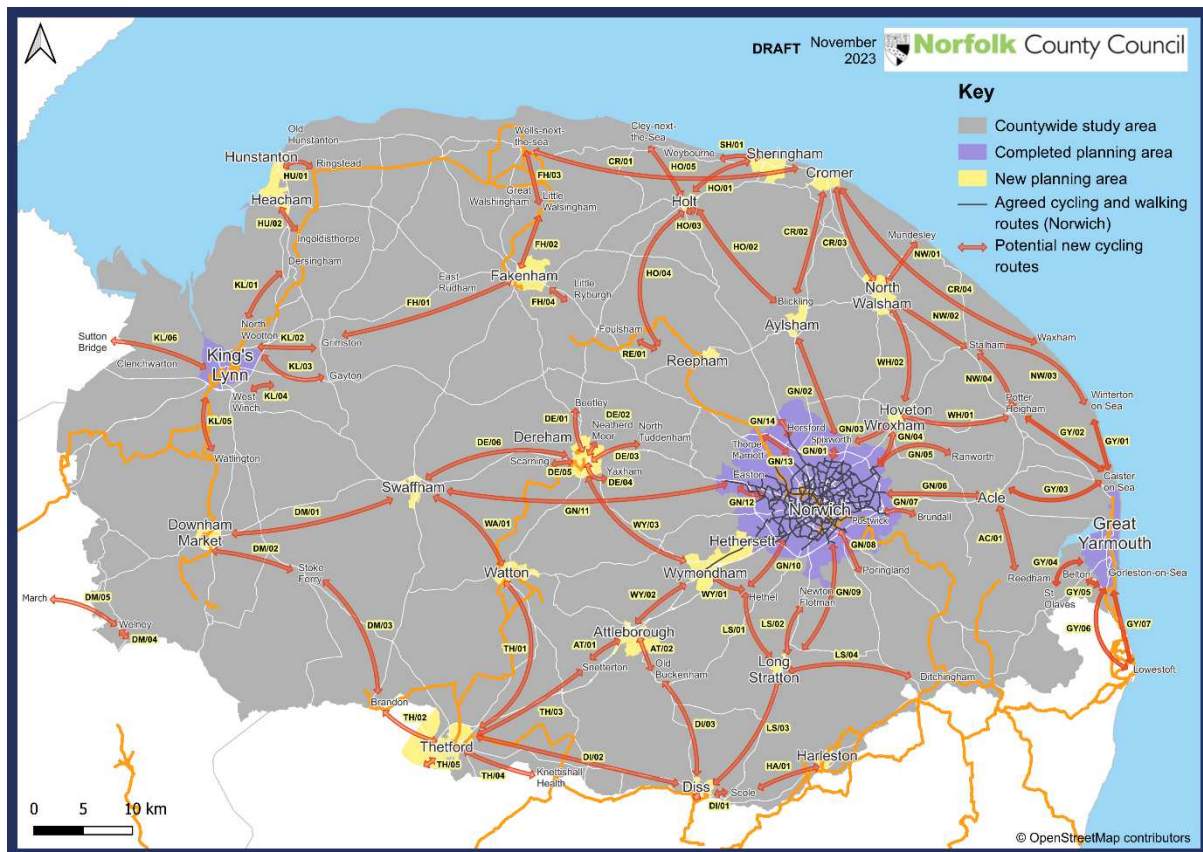 DRAFT November
2023
Norfolk County Council
Key
Countywide study area
Completed planning area
New planning area
Agreed cycling and walking
routes (Norwich)
Potential new cycling
routes
Old
Hunstanton
Hunstanton
Ringstead
HU/01
Heacham
HU/02
Ingoldisthorpe
Dersingham
KL/01
North
Wootton
KL/02
Grimston
KL/03
Gayton
KL/04
West
Winch
KL/05
KL/06
Sutton
Bridge
Clenchwarton
King's
Lynn
Watlington
Wells-next-
the-sea
CR/01
FH/03
Great
Walshingham
Little
Walsingham
FH/02
Fakenham
East
Rudham
FH/01
FH/04
Little
Ryburgh
Cley-next-
the-Sea
Weybourne
SH/01
HO/05
Sheringham
HO/01
Cromer
Holt
HO/03
HO/02
HO/04
CR/02
CR/03
CR/04
Mundesley
NW/01
North
Walsham
NW/02
Blickling
Aylsham
Foulsham
RE/01
Reepham
WH/02
Stalham
Waxham
NW/04
NW/03
Potter
Heigham
Winterton
on Sea
GN/02
Hoveton
Wroxham
WH/01
GN/14
Horsford
Spixworth
GN/03
GN/04
GN/01
GN/05
Ranworth
Thorpe
Marriott
GN/13
Easton
GN/12
Norwich
GN/06
GN/07
Brundall
Postwick
Acle
GY/02
GY/01
GY/03
Caister
on Sea
Great
Yarmouth
AC/01
Reedham
GY/04
Belton
Gorleston-on-Sea
St
Olaves
GY/05
GY/06
GY/07
Lowestoft
DE/01
Beetley
DE/02
Neatherd
Moor
North
Tuddenham
Dereham
DE/06
DE/03
Scarning
DE/05
Yaxham
DE/04
Swaffham
GN/11
WA/01
WY/03
Hethersett
GN/08
Wymondham
GN/10
Poringland
Watton
WY/02
WY/01
Hethel
Newton
Flotman
GN/09
DM/01
Downham
Market
DM/02
Stoke
Ferry
March
DM/05
Welney
DM/04
DM/03
TH/01
Attleborough
AT/01
AT/02
Snetterton
Old
Buckenham
LS/01
LS/02
Long
Stratton
LS/04
Ditchingham
Brandon
TH/02
TH/03
Thetford
TH/05
TH/04
Knettishall
Health
DI/02
DI/03
LS/03
Harleston
HA/01
Diss
Scole
DI/01
0 5 10 km
© OpenStreetMap contributors